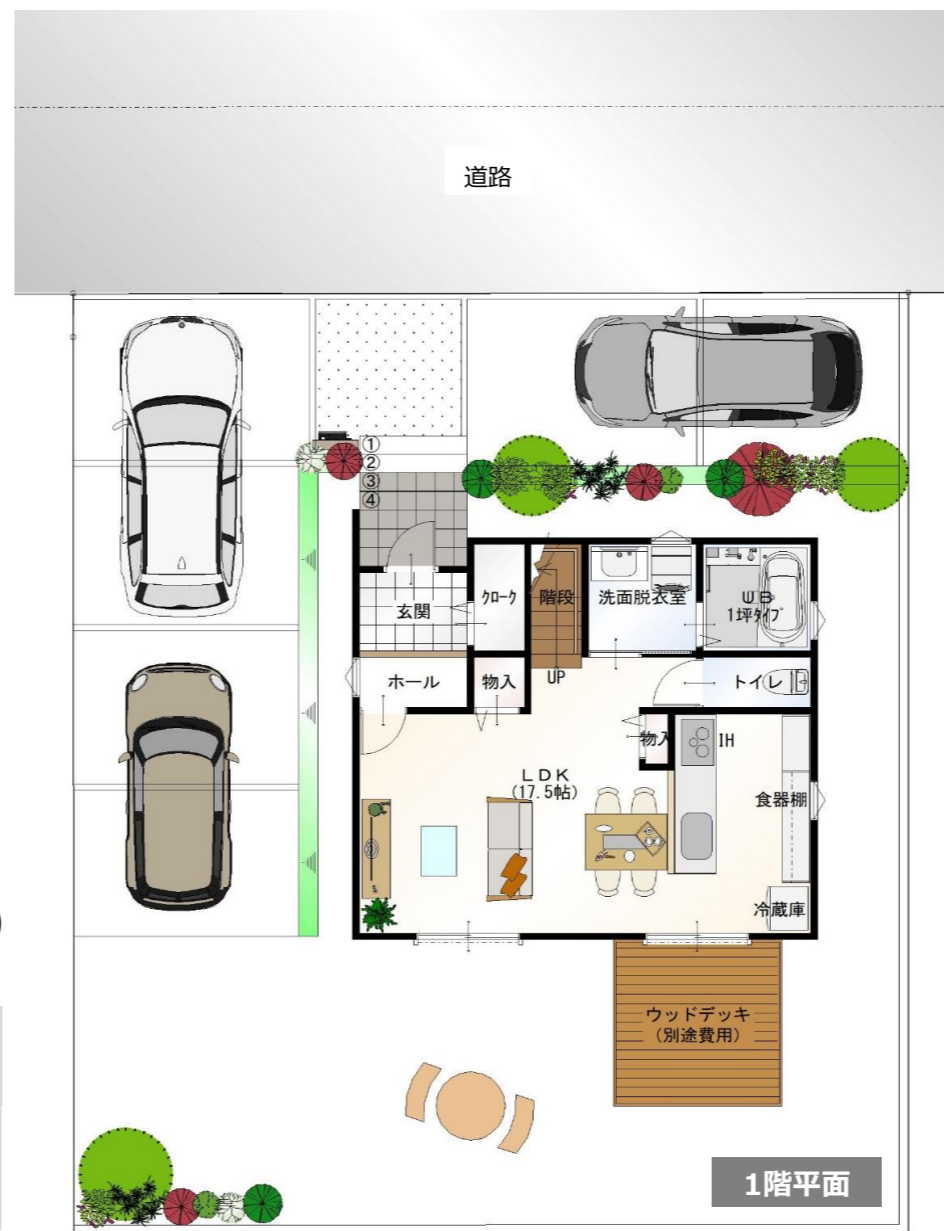 道路
①
②
③
④
玄関
クローク
階段
洗面脱衣室
UB
1坪タイプ
ホール
物入
UP
トイレ
物入
IH
LDK
(17.5帖)
食器棚
冷蔵庫
ウッドデッキ
(別途費用)
1階平面